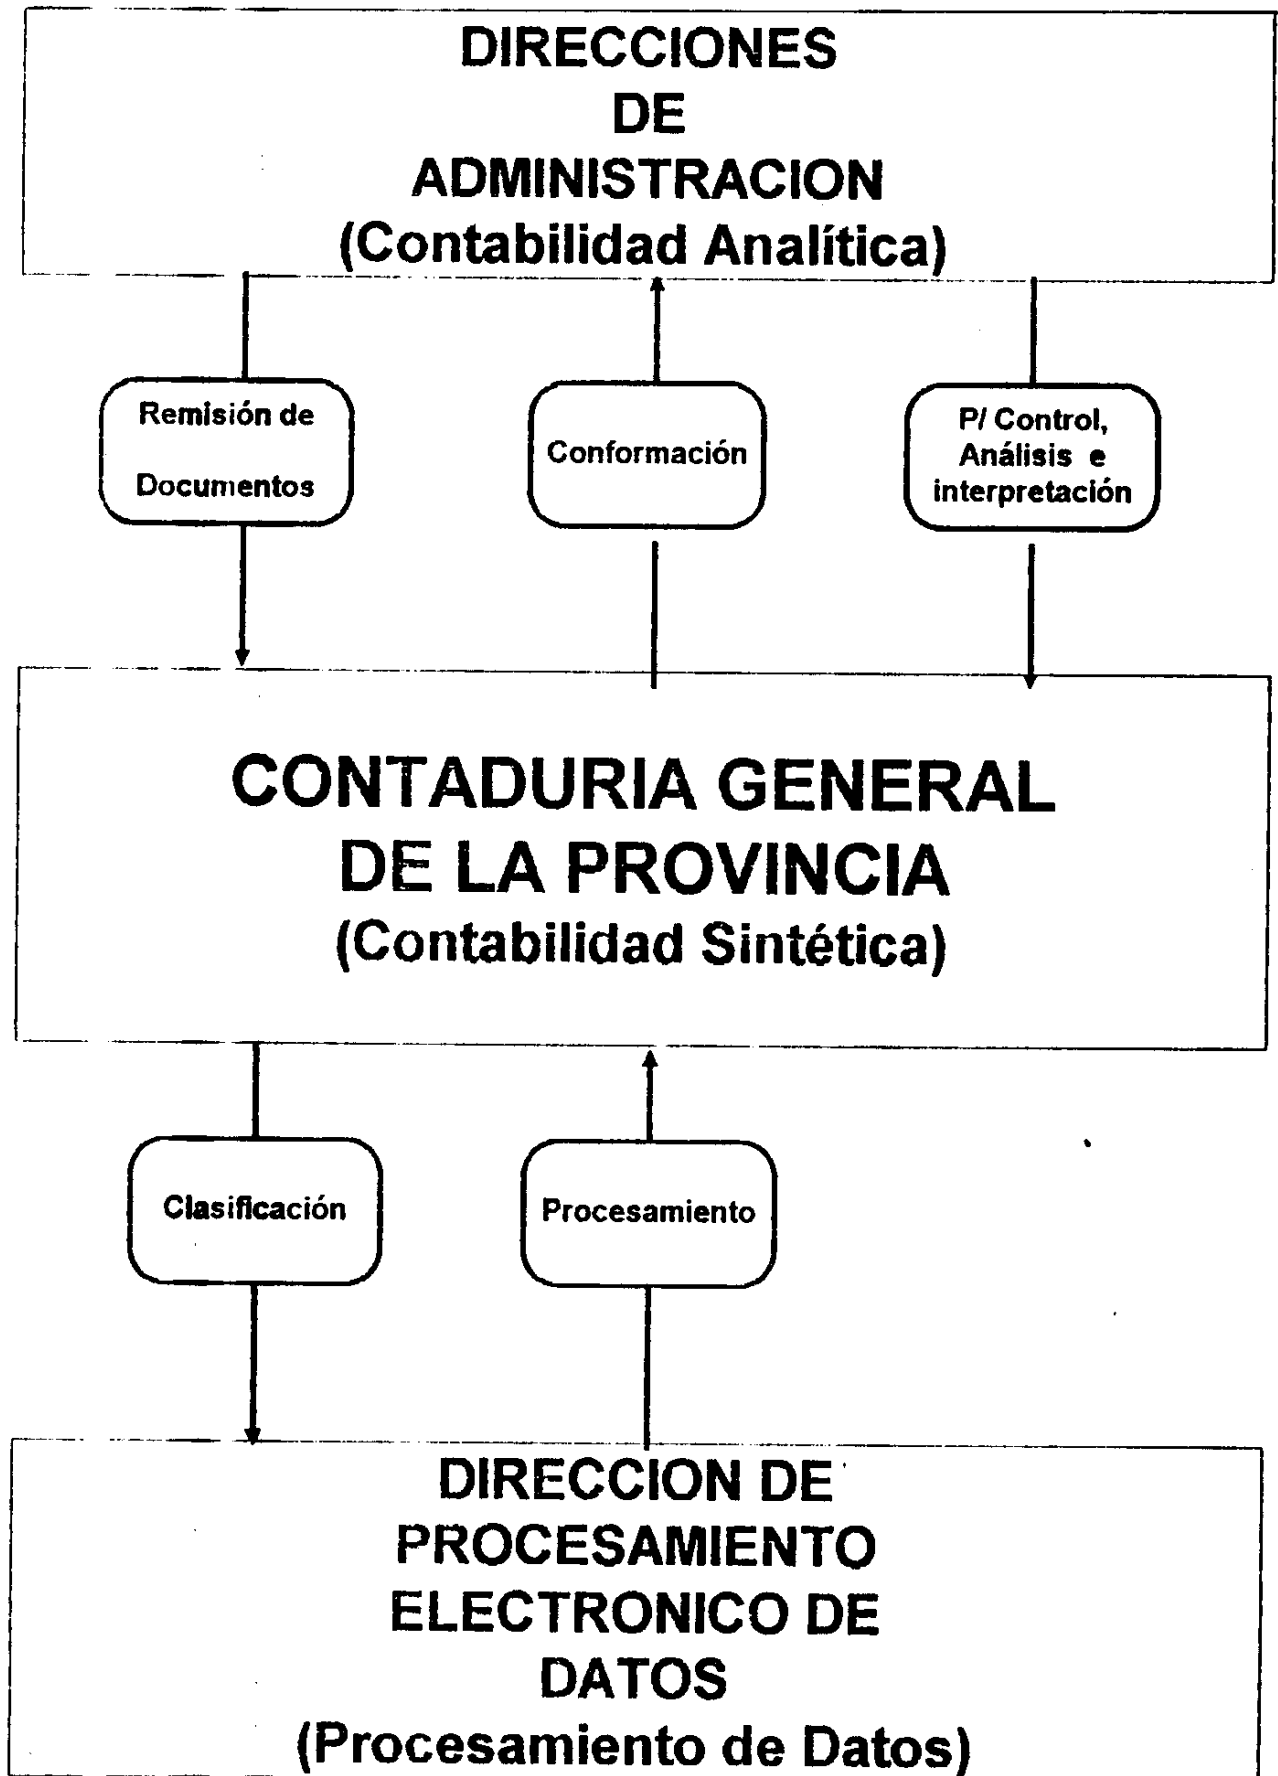 DIRECCIONES
DE
ADMINISTRACION
(Contabilidad Analítica)
Remisión de
Documentos
Conformación
P/ Control,
Análisis e
interpretación
CONTADURIA GENERAL
DE LA PROVINCIA
(Contabilidad Sintética)
Clasificación
Procesamiento
DIRECCION DE
PROCESAMIENTO
ELECTRONICO DE
DATOS
(Procesamiento de Datos)